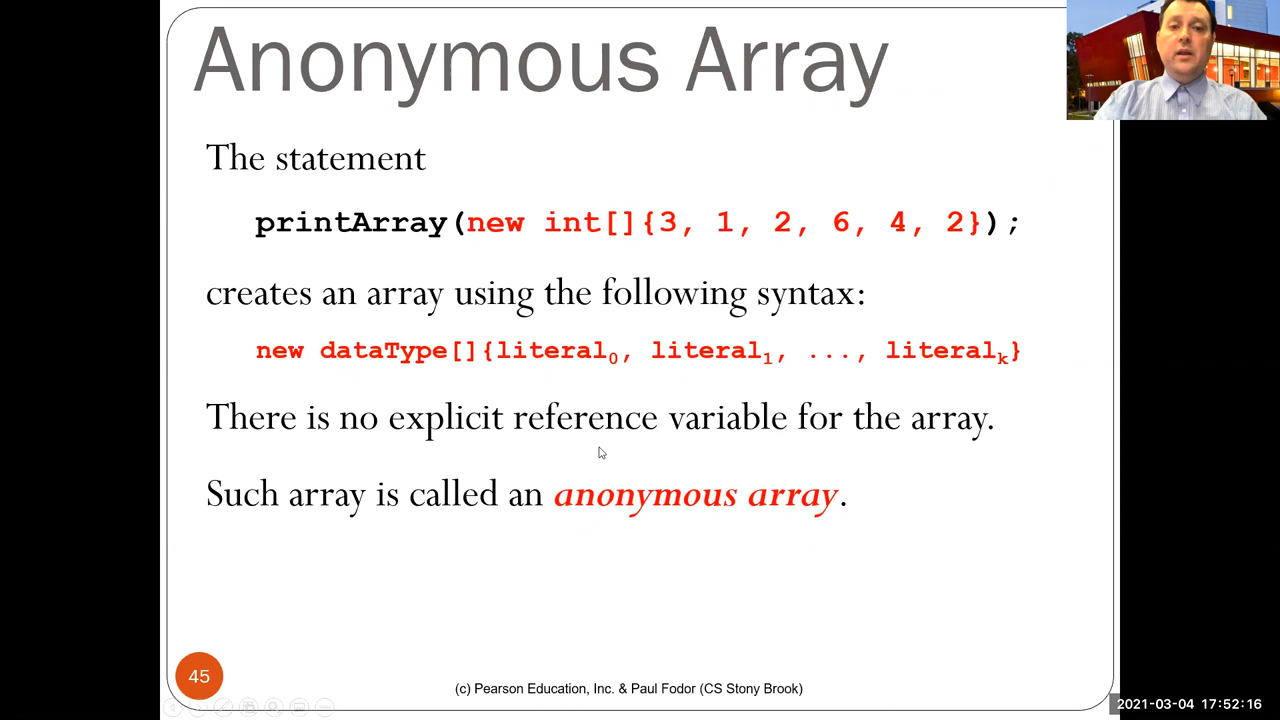 Anonymous Array
The statement
printArray(new int[]{3, 1, 2, 6, 4, 2});
creates an array using the following syntax:
new dataType[]{literal0, literal1, ..., literalk}
There is no explicit reference variable for the array.
Such array is called an anonymous array.
45
(c) Pearson Education, Inc. & Paul Fodor (CS Stony Brook)
2021-03-04 17:52:16